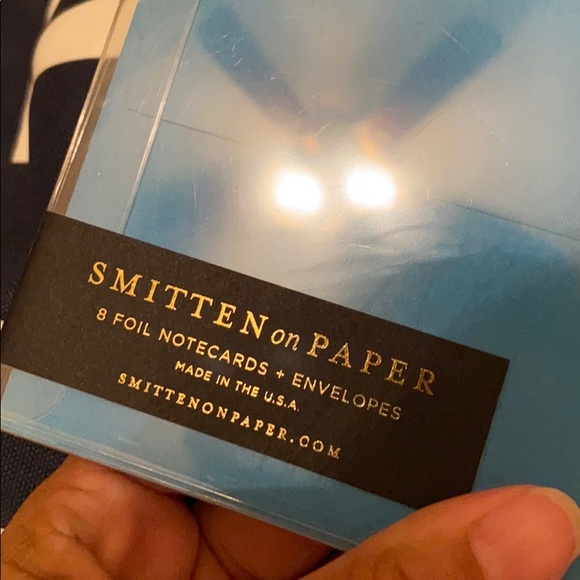 SMITTEN on PAPER
8 FOIL NOTECARDS + ENVELOPES
MADE IN THE U.S.A.
SMITTENONPAPER.COM